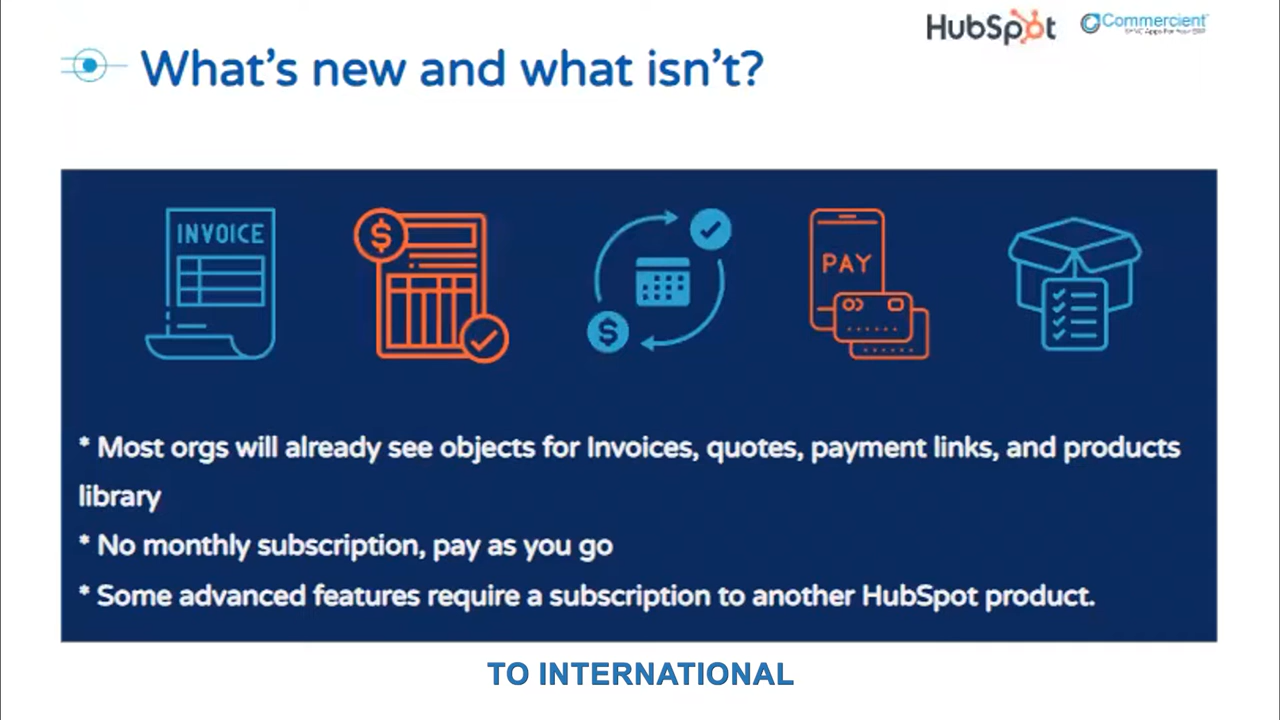 HubSpot
Commercient
SYNC Apps For Your ERP
What's new and what isn't?
INVOICE
$
$
PAY
* Most orgs will already see objects for Invoices, quotes, payment links, and products
library
* No monthly subscription, pay as you go
* Some advanced features require a subscription to another HubSpot product.
TO INTERNATIONAL